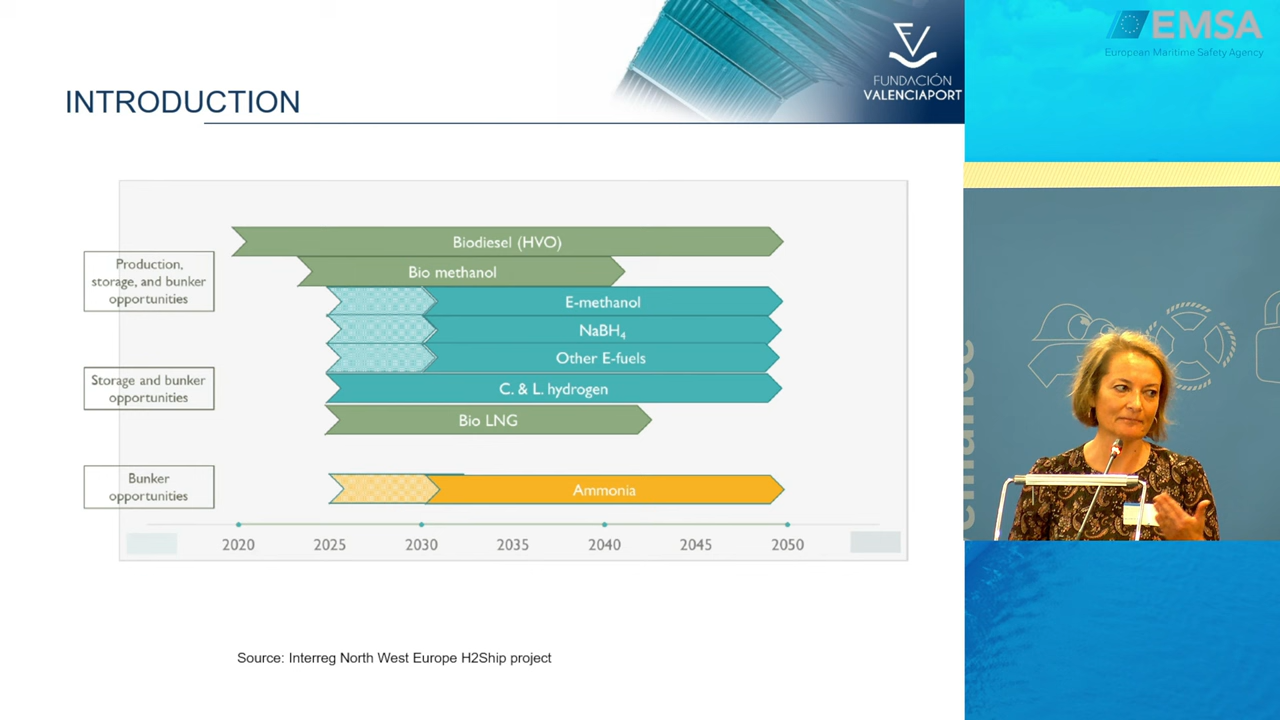 EMSA
European Maritime Safety Agency
FUNDACIÓN
VALENCIAPORT
INTRODUCTION
Production,
storage, and bunker
opportunities
Storage and bunker
opportunities
Bunker
opportunities
Biodiesel (HVO)
Bio methanol
E-methanol
NaBH₄
Other E-fuels
C. & L. hydrogen
Bio LNG
Ammonia
2020 2025 2030 2035 2040 2045 2050
Source: Interreg North West Europe H2Ship project